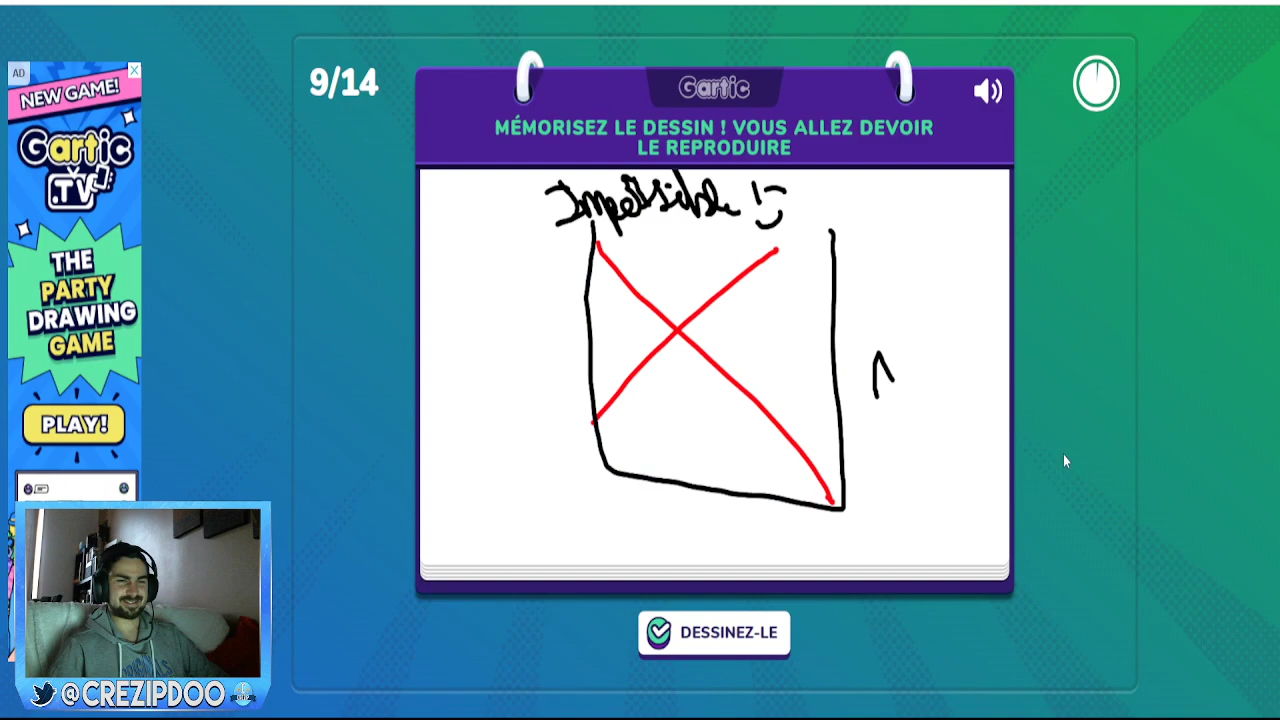 AD
NEW GAME!
Gartic
.TV
THE
PARTY
DRAWING
GAME
PLAY!
9/14
Gartic
MÉMORISEZ LE DESSIN ! VOUS ALLEZ DEVOIR
LE REPRODUIRE
Impossible !
DESSINEZ-LE
@CREZIPDOO